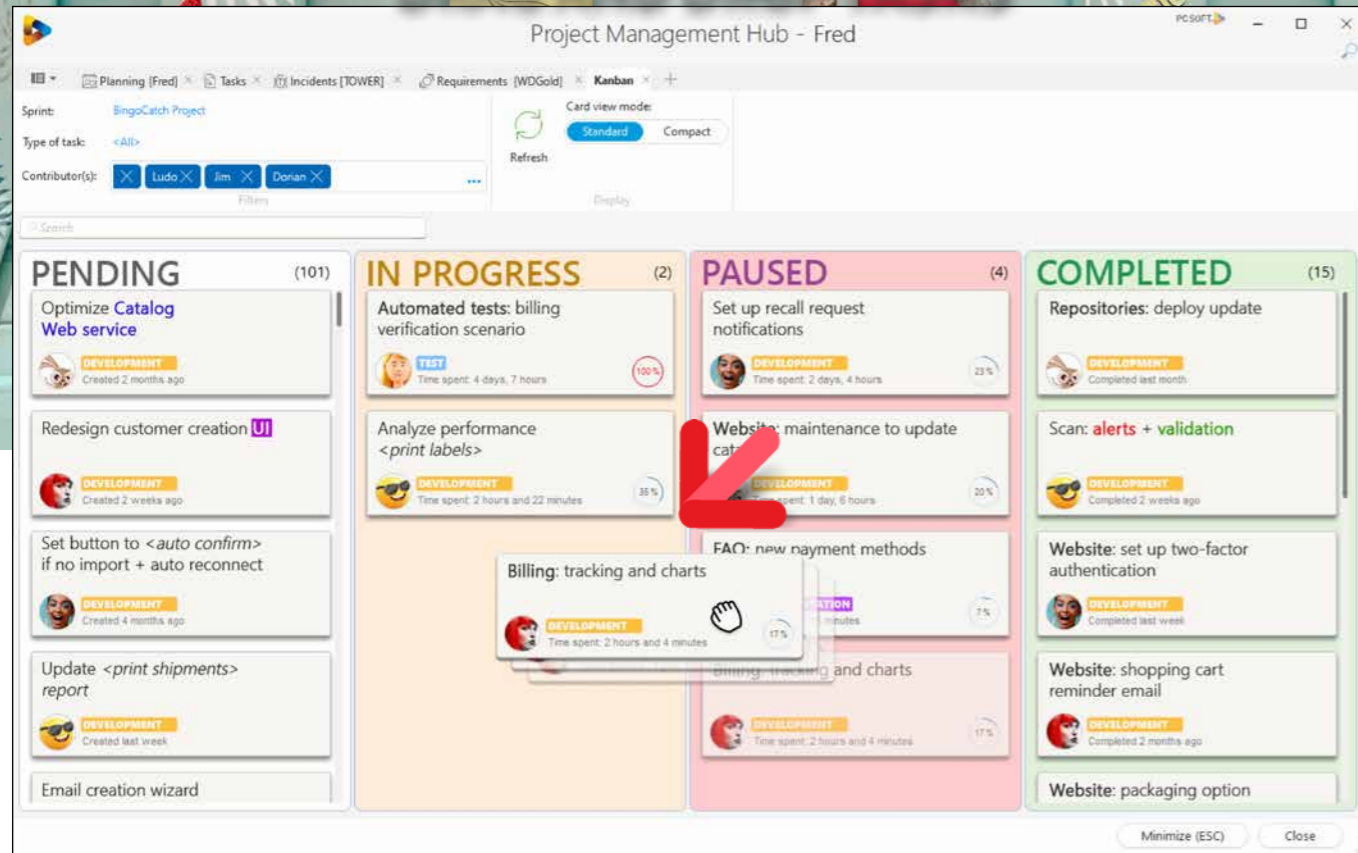 PC SOFT
Project Management Hub - Fred
Planning [Fred] Tasks Incidents [TOWER] Requirements [WDGold] Kanban
Sprint: BingoCatch Project
Type of task: <All>
Contributor(s): Ludo Jim Dorian ...
Filters
Refresh
Card view mode:
Standard Compact
Display
Search
PENDING (101)
Optimize Catalog
Web service
DEVELOPMENT
Created 2 months ago
Redesign customer creation UI
DEVELOPMENT
Created 2 weeks ago
Set button to <auto confirm>
if no import + auto reconnect
DEVELOPMENT
Created 4 months ago
Update <print shipments>
report
DEVELOPMENT
Created last week
Email creation wizard
IN PROGRESS (2)
Automated tests: billing
verification scenario
TEST
Time spent: 4 days, 7 hours
100 %
Analyze performance
<print labels>
DEVELOPMENT
Time spent: 2 hours and 22 minutes
35 %
Billing: tracking and charts
DEVELOPMENT
Time spent: 2 hours and 4 minutes
17 %
PAUSED (4)
Set up recall request
notifications
DEVELOPMENT
Time spent: 2 days, 4 hours
23 %
Website: maintenance to update
DEVELOPMENT
spent: 1 day, 6 hours
20 %
FAQ: new payment methods
minutes
7 %
Billing: tracking and charts
DEVELOPMENT
Time spent: 2 hours and 4 minutes
17 %
COMPLETED (15)
Repositories: deploy update
DEVELOPMENT
Completed last month
Scan: alerts + validation
DEVELOPMENT
Completed 2 weeks ago
Website: set up two-factor
authentication
DEVELOPMENT
Completed last week
Website: shopping cart
reminder email
DEVELOPMENT
Completed 2 months ago
Website: packaging option
Minimize (ESC) Close